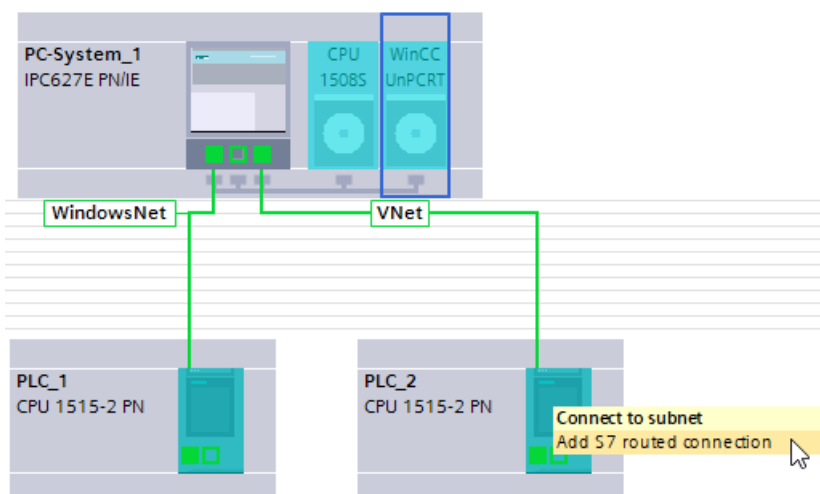 PC-System_1
IPC627E PN/IE
CPU
1508S
WinCC
UnPCRT
WindowsNet
VNet
PLC_1
CPU 1515-2 PN
PLC_2
CPU 1515-2 PN
Connect to subnet
Add S7 routed connection